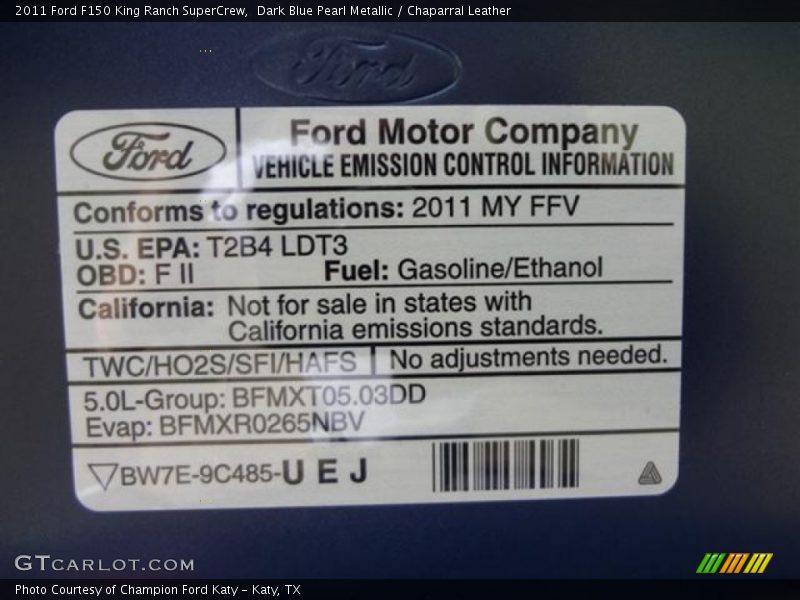 2011 Ford F150 King Ranch SuperCrew,  Dark Blue Pearl Metallic / Chaparral Leather
Ford
Ford
Ford Motor Company
VEHICLE EMISSION CONTROL INFORMATION
Conforms to regulations: 2011 MY FFV
U.S. EPA: T2B4 LDT3
OBD: F II
Fuel: Gasoline/Ethanol
California: Not for sale in states with
California emissions standards.
TWC/HO2S/SFI/HAFS
No adjustments needed.
5.0L-Group: BFMXT05.03DD
Evap: BFMXR0265NBV
BW7E-9C485-U E J
GTCARLOT.COM
Photo Courtesy of Champion Ford Katy – Katy, TX